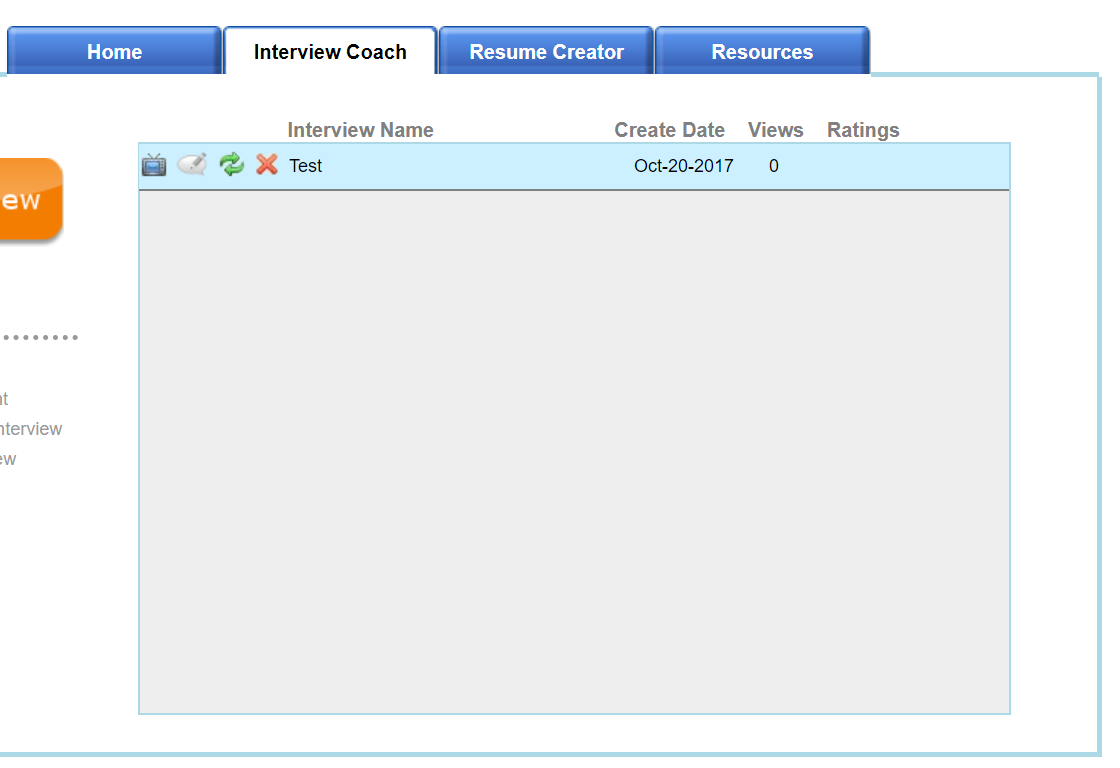 Home Interview Coach Resume Creator Resources
Interview Name Create Date Views Ratings
Test Oct-20-2017 0
ew
nterview
ew